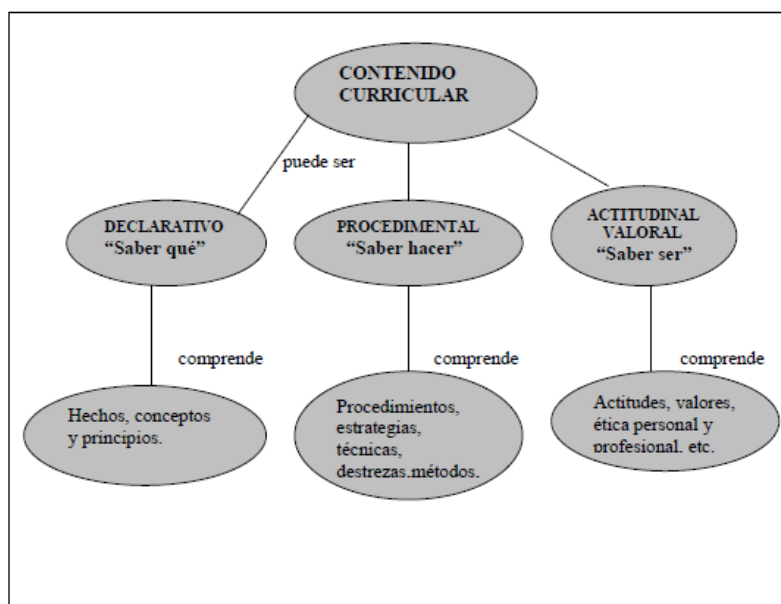 CONTENIDO
CURRICULAR
puede ser
DECLARATIVO
“Saber qué”
PROCEDIMENTAL
“Saber hacer”
ACTITUDINAL
VALORAL
“Saber ser”
comprende
comprende
comprende
Hechos, conceptos
y principios.
Procedimientos,
estrategias,
técnicas,
destrezas.métodos.
Actitudes, valores,
ética personal y
profesional. etc.